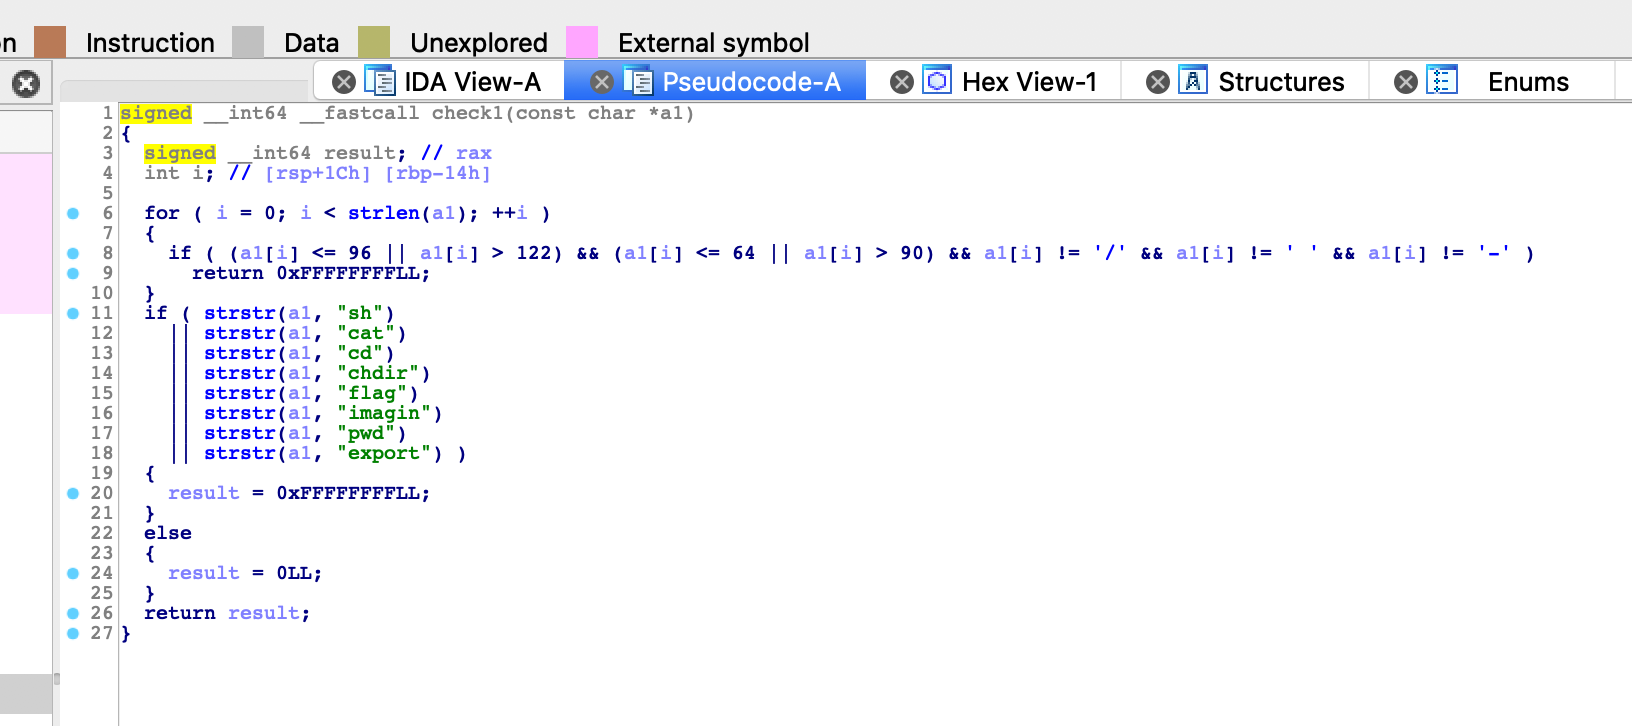 n Instruction Data Unexplored External symbol
IDA View-A Pseudocode-A Hex View-1 Structures Enums
1 signed __int64 __fastcall check1(const char *a1)
2 {
3   signed __int64 result; // rax
4   int i; // [rsp+1Ch] [rbp-14h]
5
6   for ( i = 0; i < strlen(a1); ++i )
7   {
8     if ( (a1[i] <= 96 || a1[i] > 122) && (a1[i] <= 64 || a1[i] > 90) && a1[i] != '/' && a1[i] != ' ' && a1[i] != '-' )
9       return 0xFFFFFFFFLL;
10   }
11   if ( strstr(a1, "sh")
12     || strstr(a1, "cat")
13     || strstr(a1, "cd")
14     || strstr(a1, "chdir")
15     || strstr(a1, "flag")
16     || strstr(a1, "imagin")
17     || strstr(a1, "pwd")
18     || strstr(a1, "export") )
19   {
20     result = 0xFFFFFFFFLL;
21   }
22   else
23   {
24     result = 0LL;
25   }
26   return result;
27 }